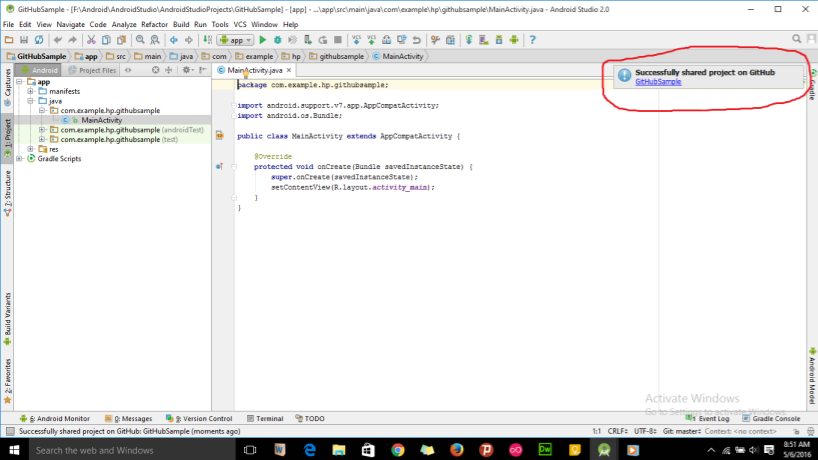 GitHubSample - [F:\Android\AndroidStudio\AndroidStudioProjects\GitHubSample] - [app] - ...\app\src\main\java\com\example\hp\githubsample\MainActivity.java - Android Studio 2.0
File Edit View Navigate Code Analyze Refactor Build Run Tools VCS Window Help
app
GitHubSample app src main java com example hp githubsample MainActivity
Android Project Files
MainActivity.java
Successfully shared project on GitHub
GitHubSample
Captures
1: Project
7: Structure
Build Variants
2: Favorites
app
manifests
java
com.example.hp.githubsample
MainActivity
com.example.hp.githubsample (androidTest)
com.example.hp.githubsample (test)
res
Gradle Scripts
package com.example.hp.githubsample;
import android.support.v7.app.AppCompatActivity;
import android.os.Bundle;
public class MainActivity extends AppCompatActivity {
@Override
protected void onCreate(Bundle savedInstanceState) {
super.onCreate(savedInstanceState);
setContentView(R.layout.activity_main);
}
}
Gradle
Android Model
Activate Windows
Go to Settings to activate Windows.
6: Android Monitor 0: Messages 9: Version Control Terminal TODO
1 Event Log Gradle Console
Successfully shared project on GitHub: GitHubSample (moments ago)
1:1 CRLF÷ UTF-8÷ Git: master÷ Context: <no context>
Search the web and Windows
Dw
8:51 AM
5/6/2016